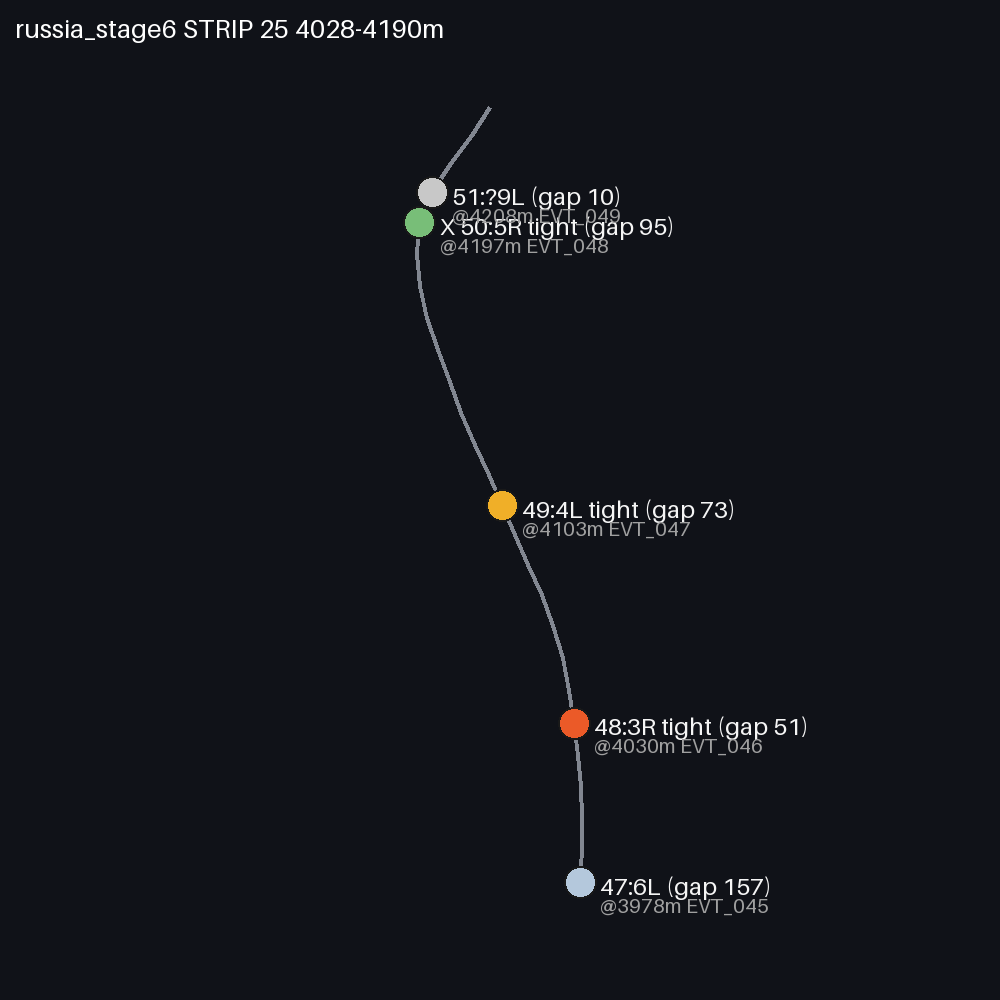 russia_stage6 STRIP 25 4028-4190m
51:?9L (gap 10)
@4208m EVT_049
X 50:5R tight (gap 95)
@4197m EVT_048
49:4L tight (gap 73)
@4103m EVT_047
48:3R tight (gap 51)
@4030m EVT_046
47:6L (gap 157)
@3978m EVT_045